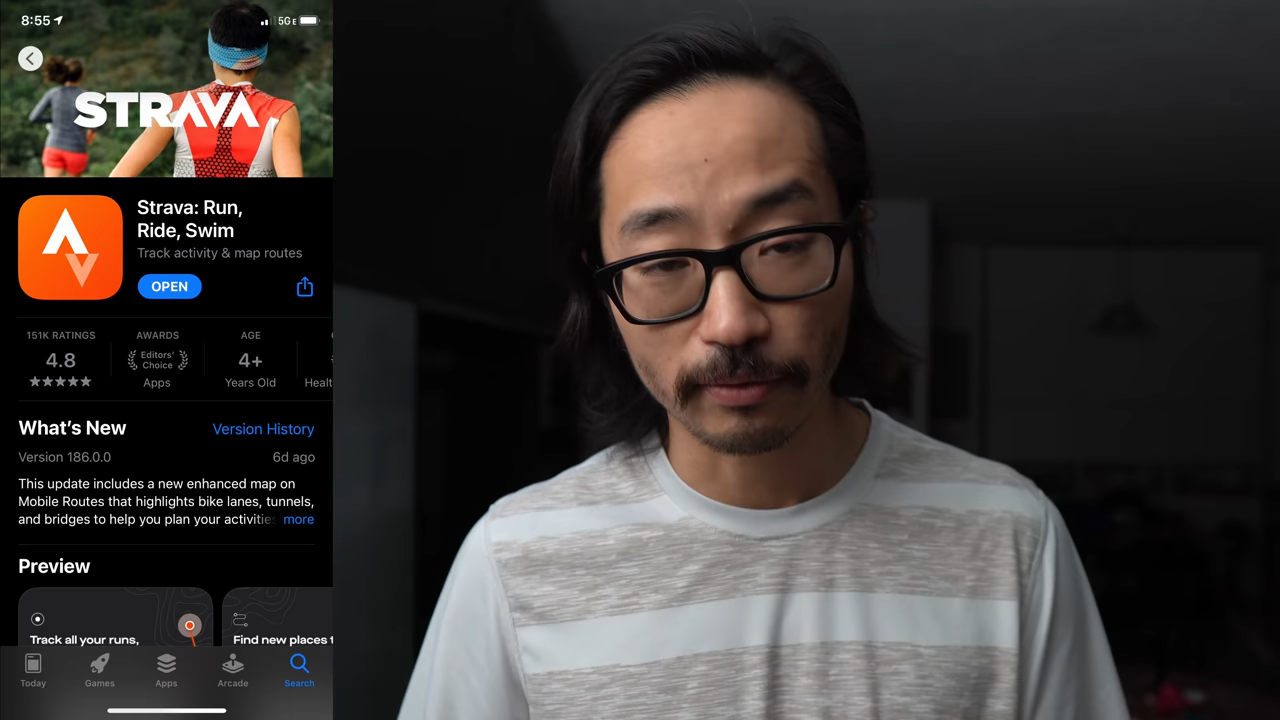 8:55
5GE
STRAVA
Strava: Run,
Ride, Swim
Track activity & map routes
OPEN
151K RATINGS
4.8
AWARDS
Editors'
Choice
Apps
AGE
4+
Years Old
Healt
What's New
Version History
Version 186.0.0
6d ago
This update includes a new enhanced map on
Mobile Routes that highlights bike lanes, tunnels,
and bridges to help you plan your activitie more
Preview
Track all your runs,
Find new places t
Today
Games
Apps
Arcade
Search